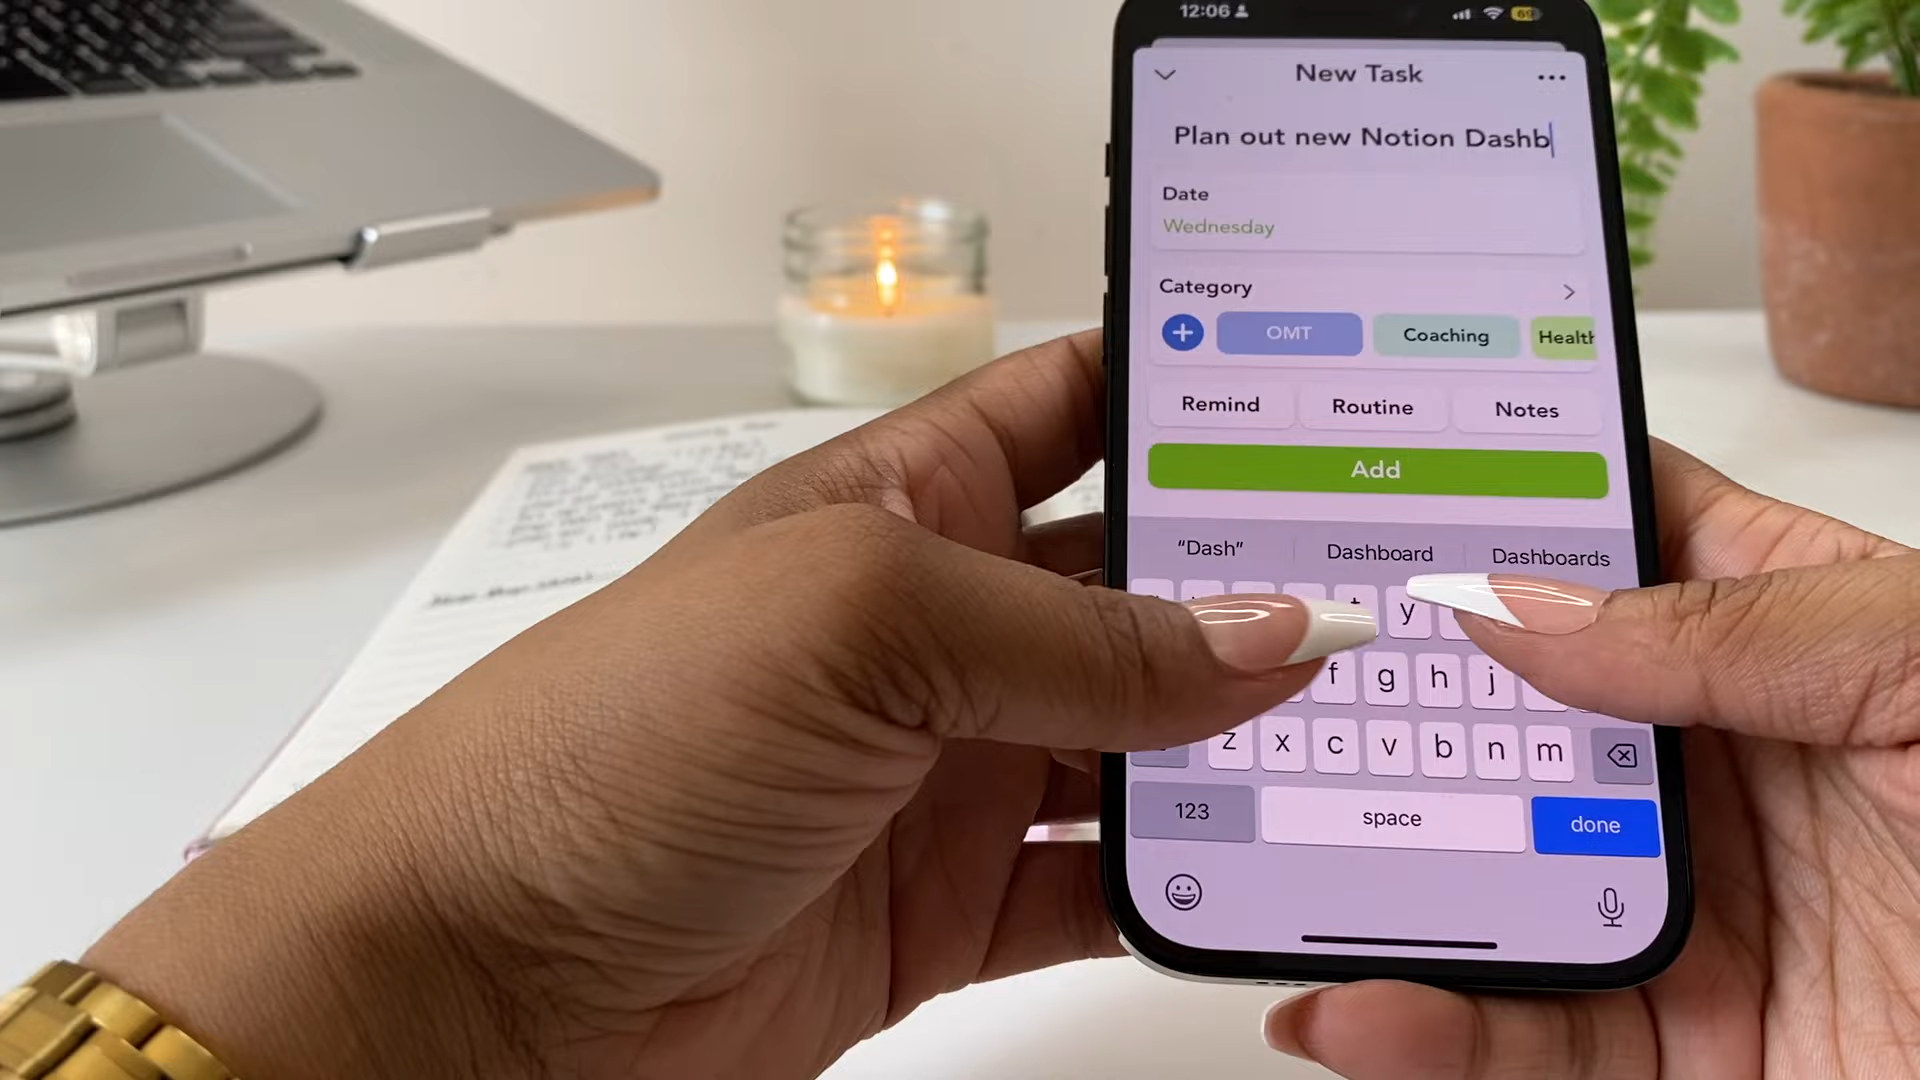 12:06
69
New Task
Plan out new Notion Dashb
Date
Wednesday
Category
OMT
Coaching
Health
Remind
Routine
Notes
Add
“Dash”
Dashboard
Dashboards
t y
f g h j
z x c v b n m
123
space
done